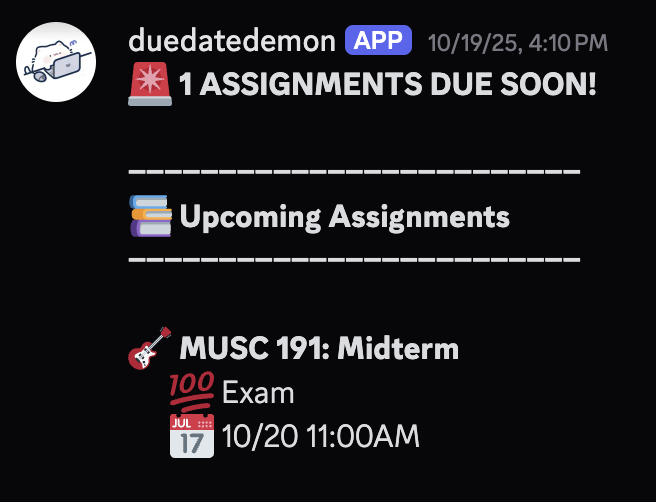 duedatedemon APP 10/19/25, 4:10 PM
🚨 1 ASSIGNMENTS DUE SOON!
-------------------------
📚 Upcoming Assignments
-------------------------
🎸 MUSC 191: Midterm
💯 Exam
📅 10/20 11:00AM